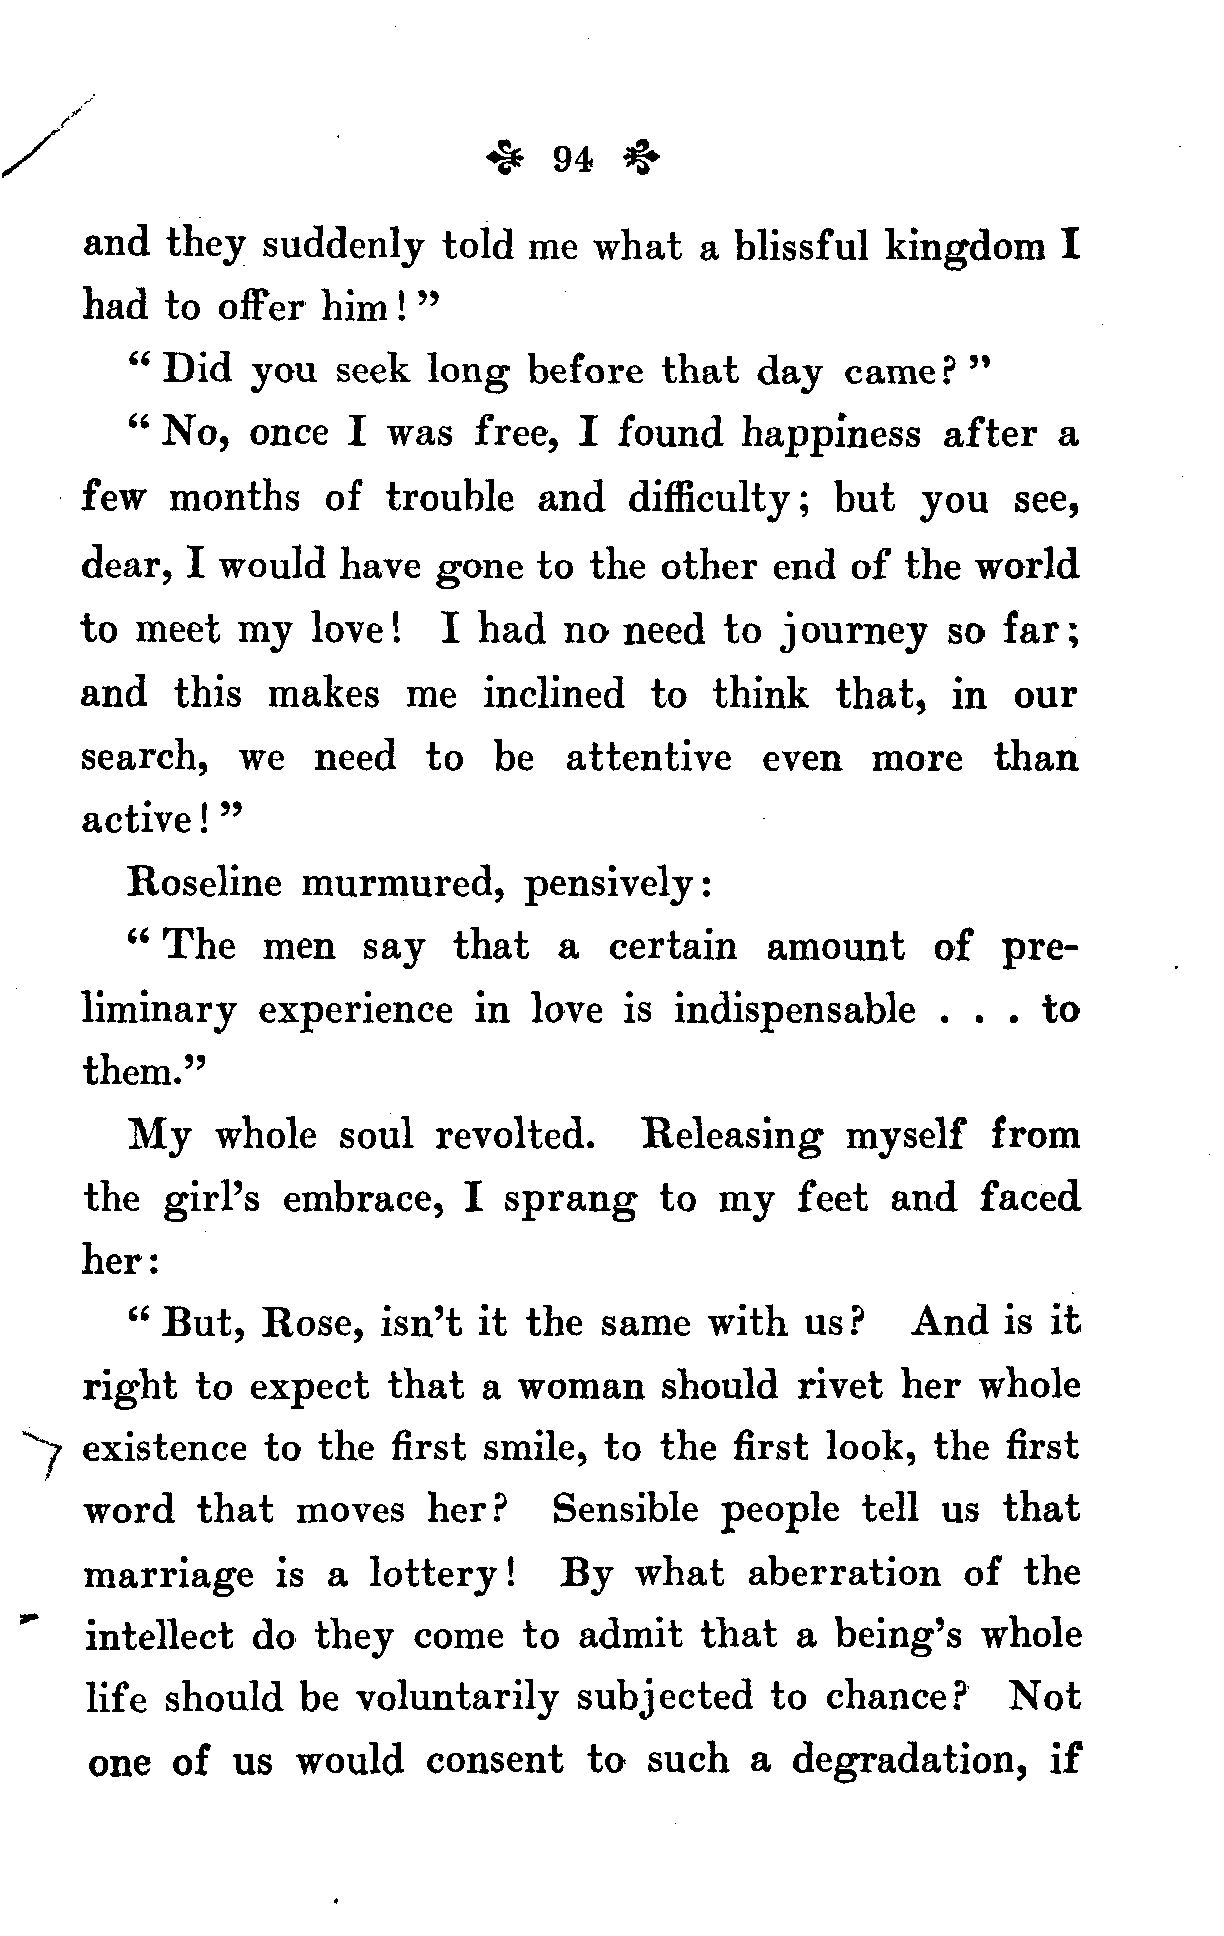 94
and they suddenly told me what a blissful kingdom I
had to offer him! "
" Did you seek long before that day came? "
" No, once I was free, I found happiness after a
few months of trouble and difficulty; but you see,
dear, I would have gone to the other end of the world
to meet my love! I had no need to journey so far;
and this makes me inclined to think that, in our
search, we need to be attentive even more than
active! "
Roseline murmured, pensively:
" The men say that a certain amount of pre-
liminary experience in love is indispensable . . . to
them."
My whole soul revolted. Releasing myself from
the girl's embrace, I sprang to my feet and faced
her:
" But, Rose, isn't it the same with us? And is it
right to expect that a woman should rivet her whole
existence to the first smile, to the first look, the first
word that moves her? Sensible people tell us that
marriage is a lottery! By what aberration of the
intellect do they come to admit that a being's whole
life should be voluntarily subjected to chance? Not
one of us would consent to such a degradation, if